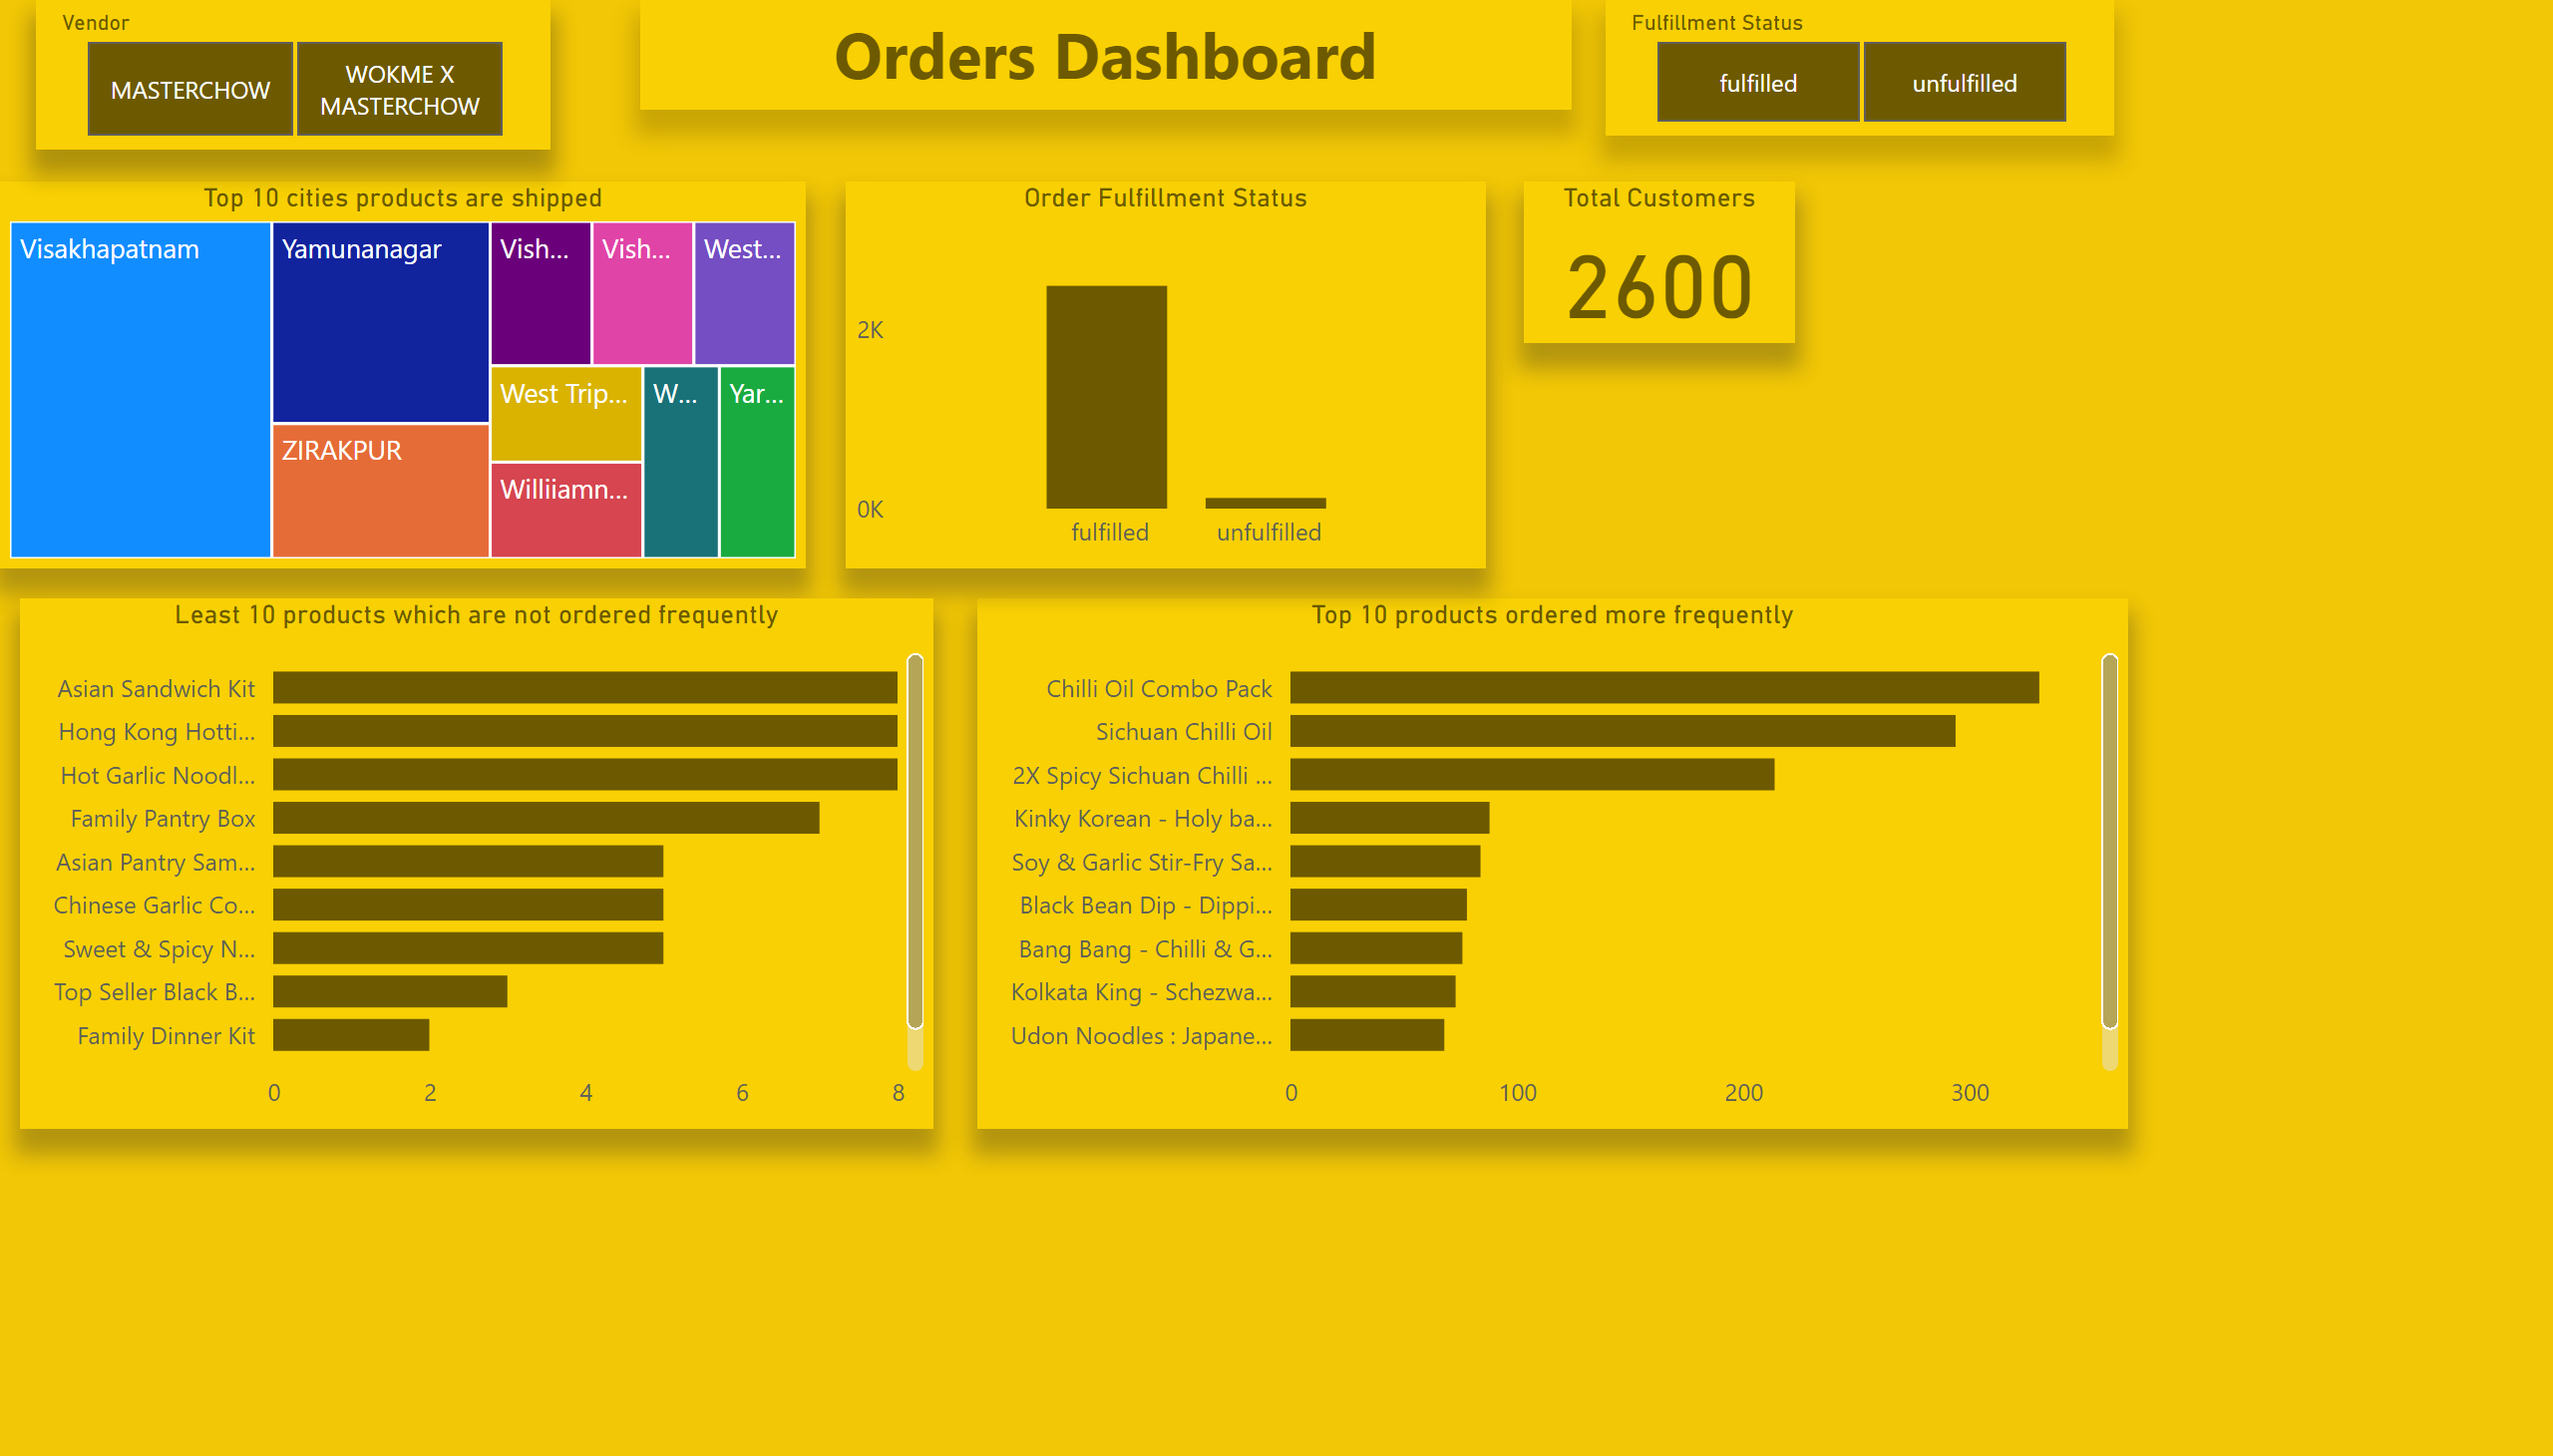 Vendor
MASTERCHOW
WOKME X
MASTERCHOW
Orders Dashboard
Fulfillment Status
fulfilled
unfulfilled
Top 10 cities products are shipped
Visakhapatnam
Yamunanagar
ZIRAKPUR
Vish...
Vish...
West...
West Trip...
Williiamn...
W...
Yar...
Order Fulfillment Status
2K
0K
fulfilled
unfulfilled
Total Customers
2600
Least 10 products which are not ordered frequently
Asian Sandwich Kit
Hong Kong Hotti...
Hot Garlic Noodl...
Family Pantry Box
Asian Pantry Sam...
Chinese Garlic Co...
Sweet & Spicy N...
Top Seller Black B...
Family Dinner Kit
0 2 4 6 8
Top 10 products ordered more frequently
Chilli Oil Combo Pack
Sichuan Chilli Oil
2X Spicy Sichuan Chilli ...
Kinky Korean - Holy ba...
Soy & Garlic Stir-Fry Sa...
Black Bean Dip - Dippi...
Bang Bang - Chilli & G...
Kolkata King - Schezwa...
Udon Noodles : Japane...
0 100 200 300